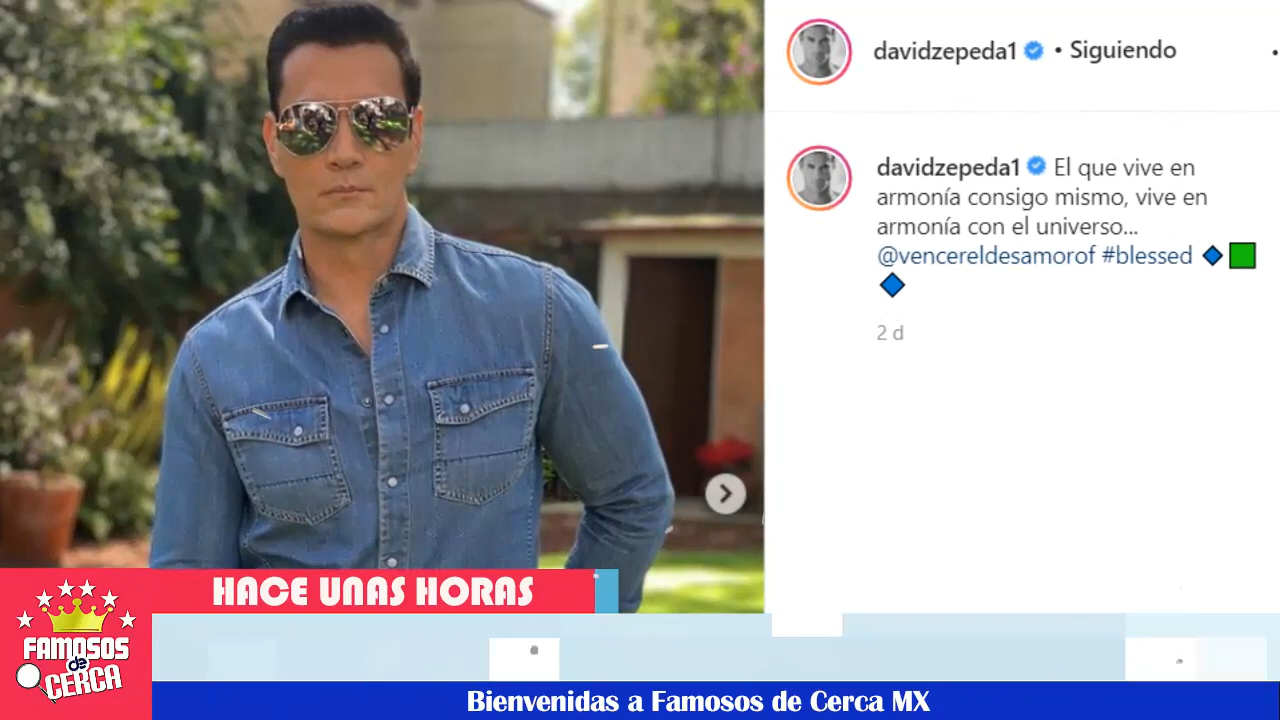 davidzepeda1 • Siguiendo
davidzepeda1 El que vive en
armonía consigo mismo, vive en
armonía con el universo...
@vencereldesamorof #blessed
2 d
HACE UNAS HORAS
FAMOSOS
de
CERCA
Bienvenidas a Famosos de Cerca MX